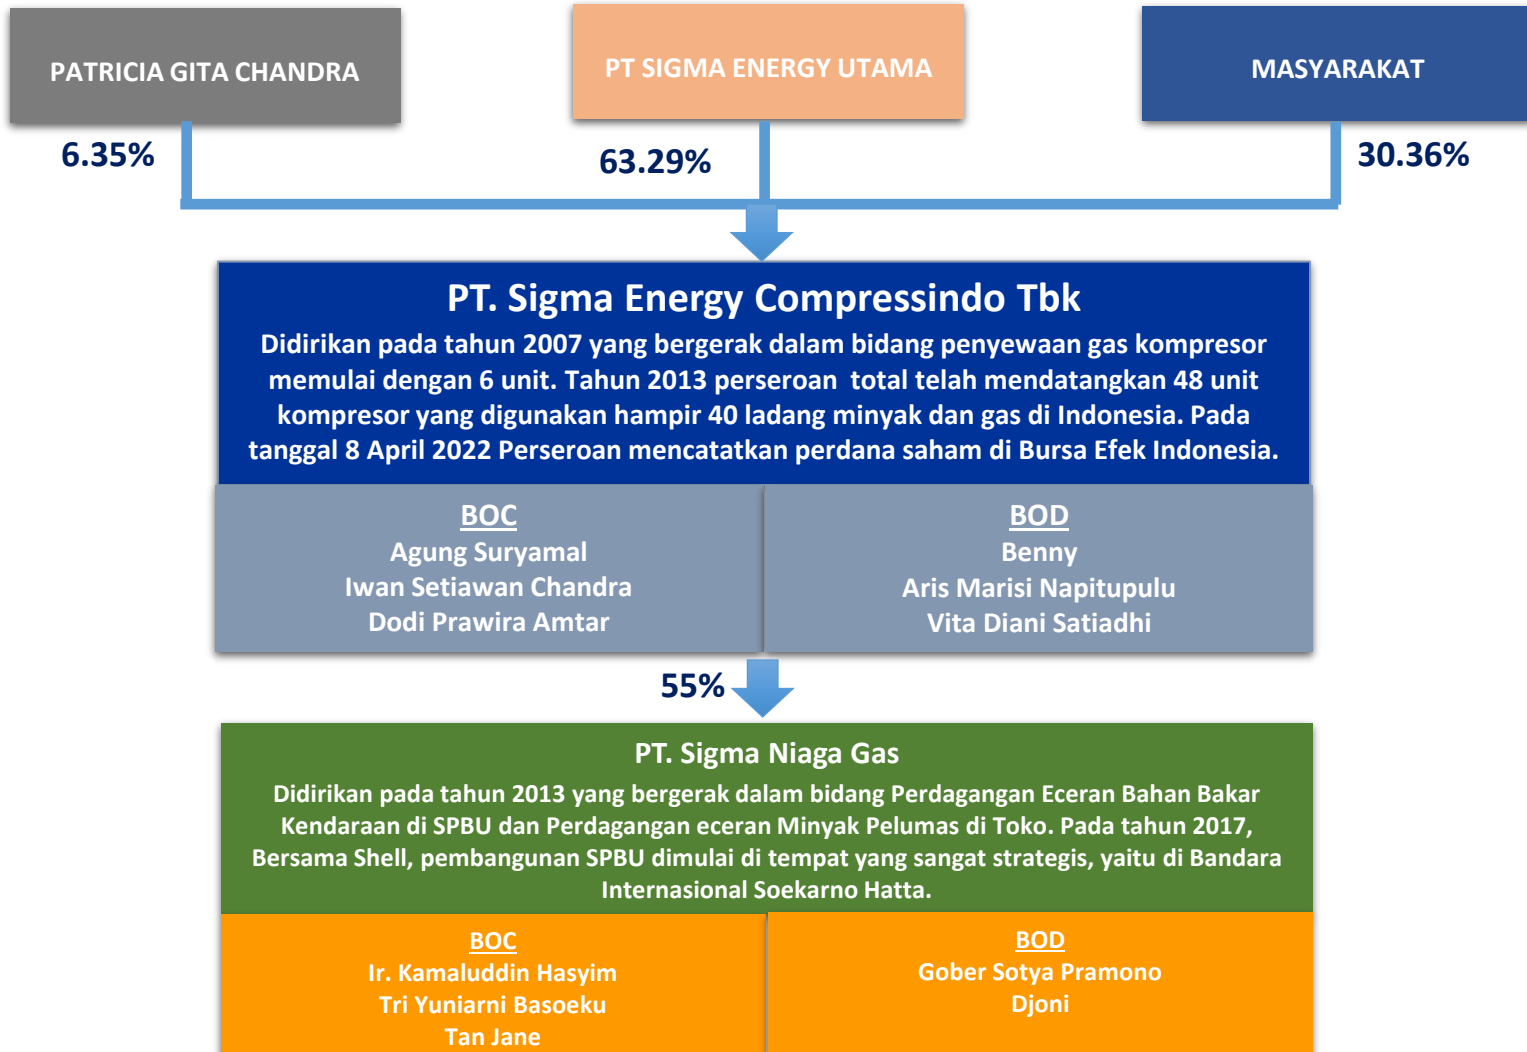 PATRICIA GITA CHANDRA
PT SIGMA ENERGY UTAMA
MASYARAKAT
6.35%
63.29%
30.36%
PT. Sigma Energy Compressindo Tbk
Didirikan pada tahun 2007 yang bergerak dalam bidang penyewaan gas kompresor
memulai dengan 6 unit. Tahun 2013 perseroan total telah mendatangkan 48 unit
kompresor yang digunakan hampir 40 ladang minyak dan gas di Indonesia. Pada
tanggal 8 April 2022 Perseroan mencatatkan perdana saham di Bursa Efek Indonesia.
BOC
Agung Suryamal
Iwan Setiawan Chandra
Dodi Prawira Amtar
BOD
Benny
Aris Marisi Napitupulu
Vita Diani Satiadhi
55%
PT. Sigma Niaga Gas
Didirikan pada tahun 2013 yang bergerak dalam bidang Perdagangan Eceran Bahan Bakar
Kendaraan di SPBU dan Perdagangan eceran Minyak Pelumas di Toko. Pada tahun 2017,
Bersama Shell, pembangunan SPBU dimulai di tempat yang sangat strategis, yaitu di Bandara
Internasional Soekarno Hatta.
BOC
Ir. Kamaluddin Hasyim
Tri Yuniarni Basoeku
Tan Jane
BOD
Gober Sotya Pramono
Djoni